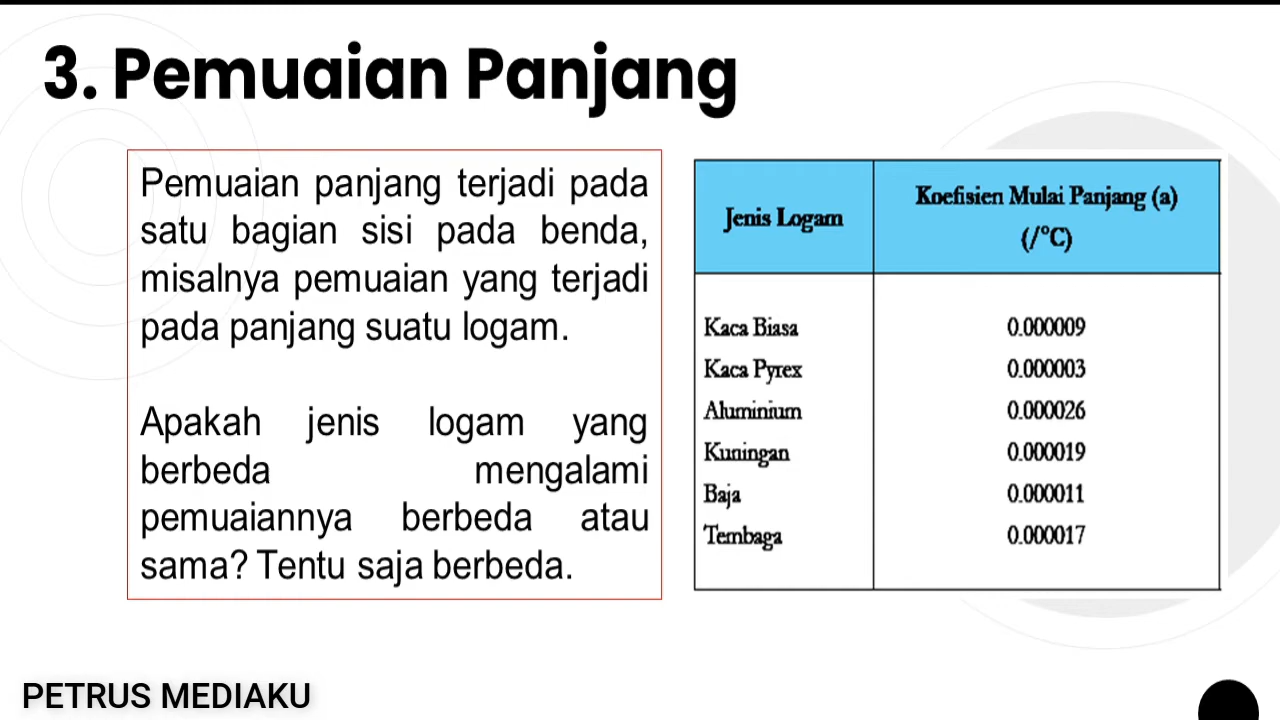 3. Pemuaian Panjang
Pemuaian panjang terjadi pada
satu bagian sisi pada benda,
misalnya pemuaian yang terjadi
pada panjang suatu logam.
Apakah jenis logam yang
berbeda mengalami
pemuaiannya berbeda atau
sama? Tentu saja berbeda.
Jenis Logam
Koefisien Mulai Panjang (a)
(/°C)
Kaca Biasa 0.000009
Kaca Pyrex 0.000003
Aluminium 0.000026
Kuningan 0.000019
Baja 0.000011
Tembaga 0.000017
PETRUS MEDIAKU